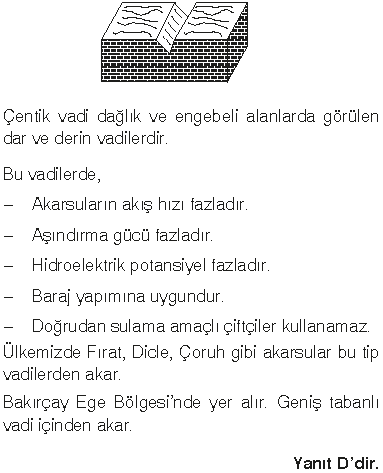 Çentik vadi dağlık ve engebeli alanlarda görülen
dar ve derin vadilerdir.
Bu vadilerde,
– Akarsuların akış hızı fazladır.
– Aşındırma gücü fazladır.
– Hidroelektrik potansiyel fazladır.
– Baraj yapımına uygundur.
– Doğrudan sulama amaçlı çiftçiler kullanamaz.
Ülkemizde Fırat, Dicle, Çoruh gibi akarsular bu tip
vadilerden akar.
Bakırçay Ege Bölgesi’nde yer alır. Geniş tabanlı
vadi içinden akar.
Yanıt D’dir.